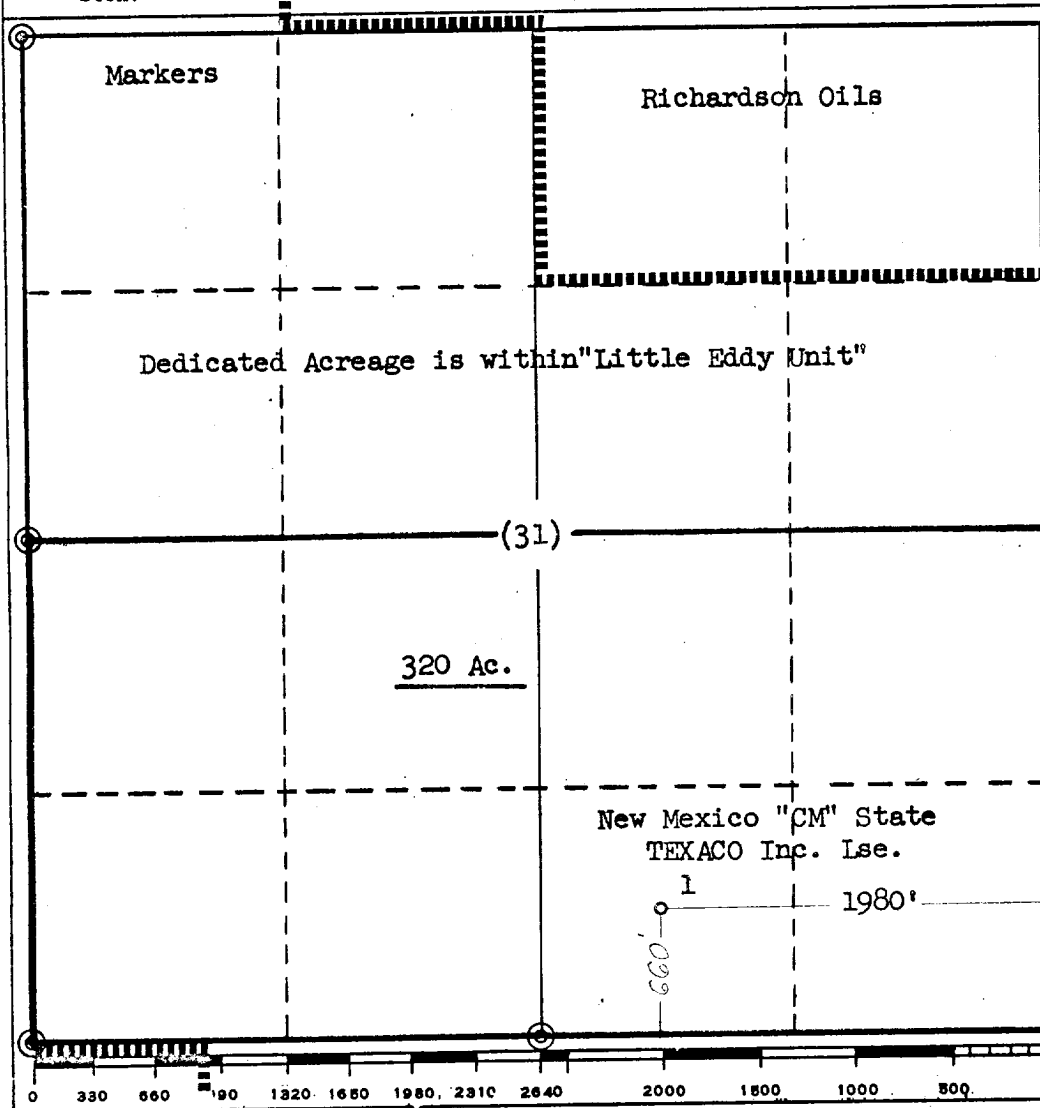 Markers
Richardson Oils
Dedicated Acreage is within "Little Eddy Unit"
(31)
320 Ac.
New Mexico "CM" State
TEXACO Inc. Lse.
1
1980'
660'
0 330 660 '90 1320 1650 1980 2310 2640 2000 1500 1000 500